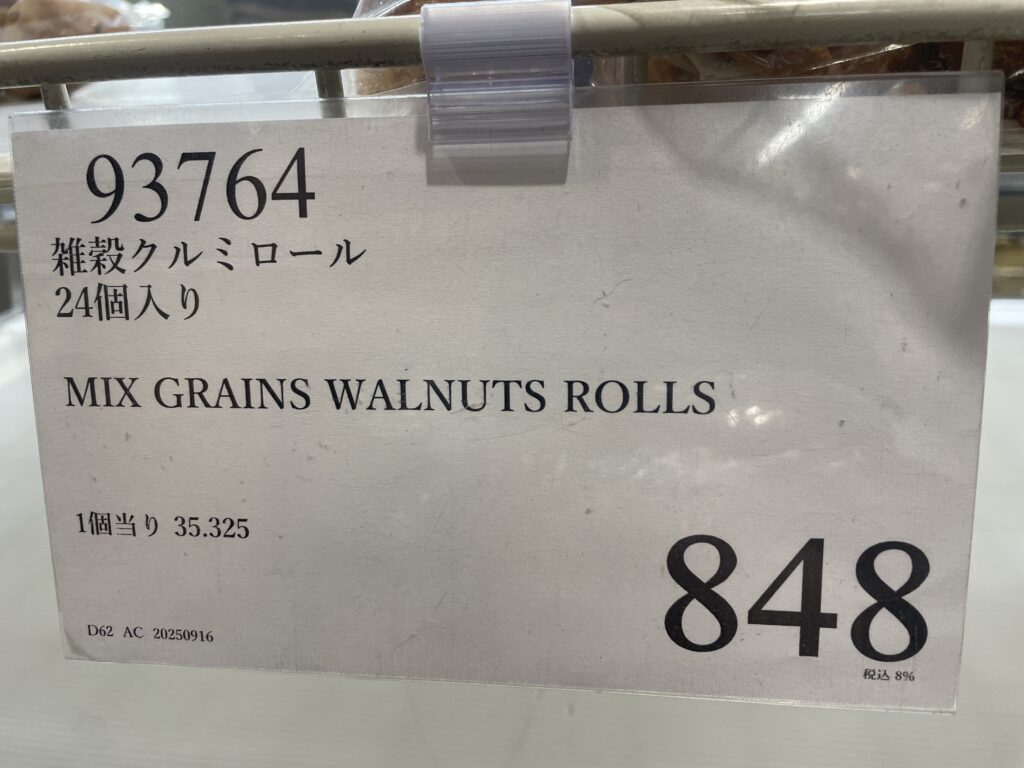 93764
雑穀クルミロール
24個入り
MIX GRAINS WALNUTS ROLLS
1個当り 35.325
848
税込 8%
D62 AC 20250916